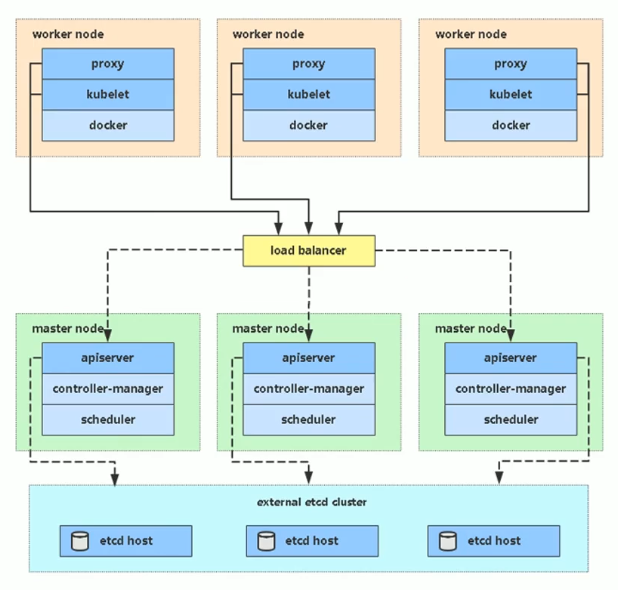 worker node
proxy
kubelet
docker
worker node
proxy
kubelet
docker
worker node
proxy
kubelet
docker
load balancer
master node
apiserver
controller-manager
scheduler
master node
apiserver
controller-manager
scheduler
master node
apiserver
controller-manager
scheduler
external etcd cluster
etcd host
etcd host
etcd host